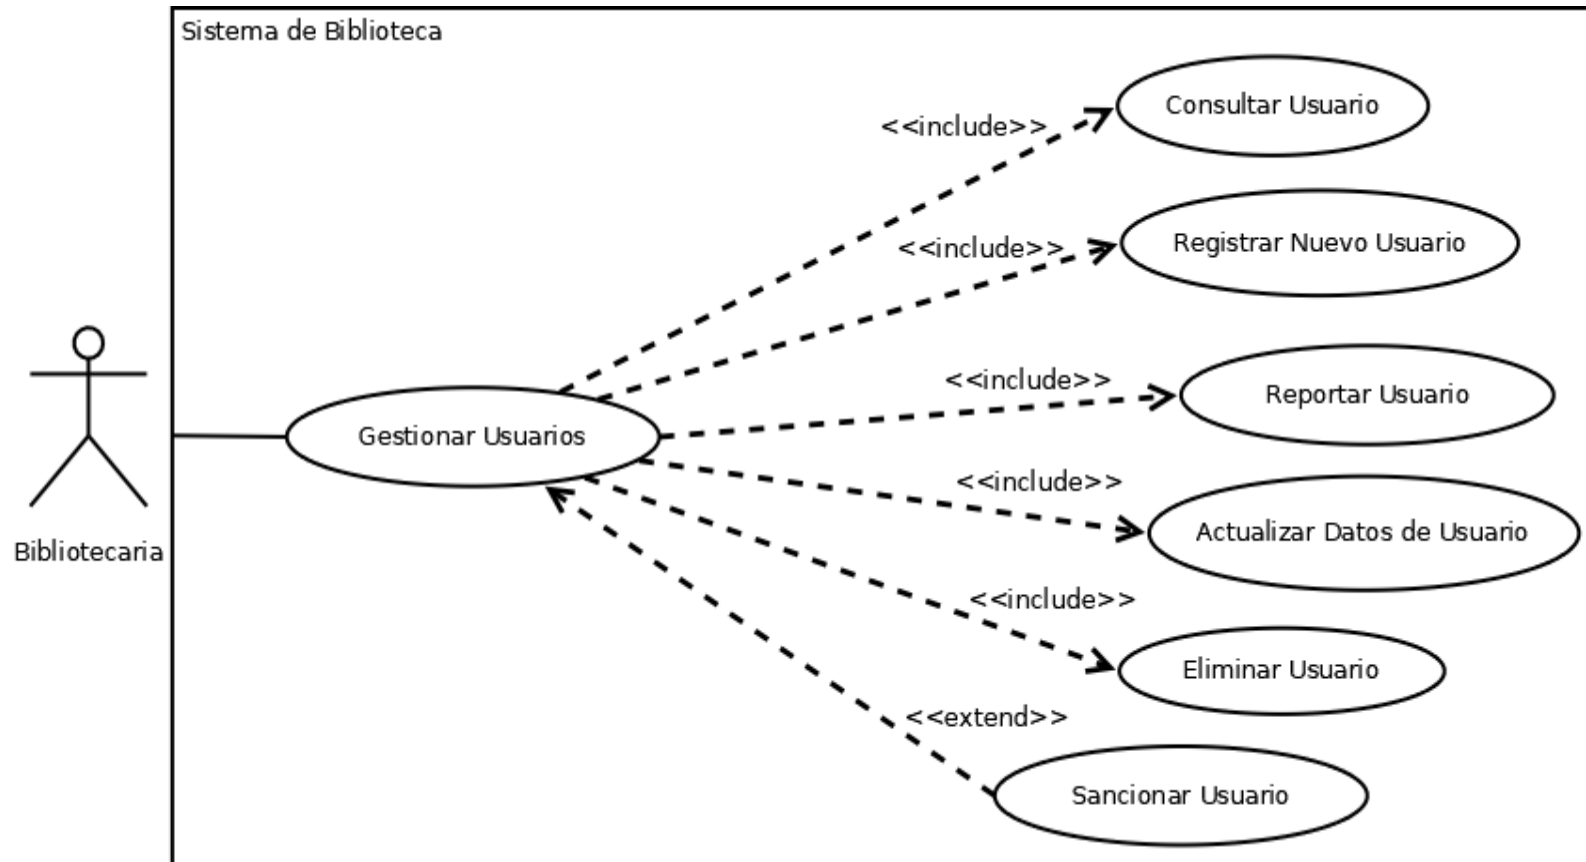 Sistema de Biblioteca
Consultar Usuario
<<include>>
Registrar Nuevo Usuario
<<include>>
Reportar Usuario
<<include>>
Gestionar Usuarios
<<include>>
Actualizar Datos de Usuario
Bibliotecaria
<<include>>
Eliminar Usuario
<<extend>>
Sancionar Usuario